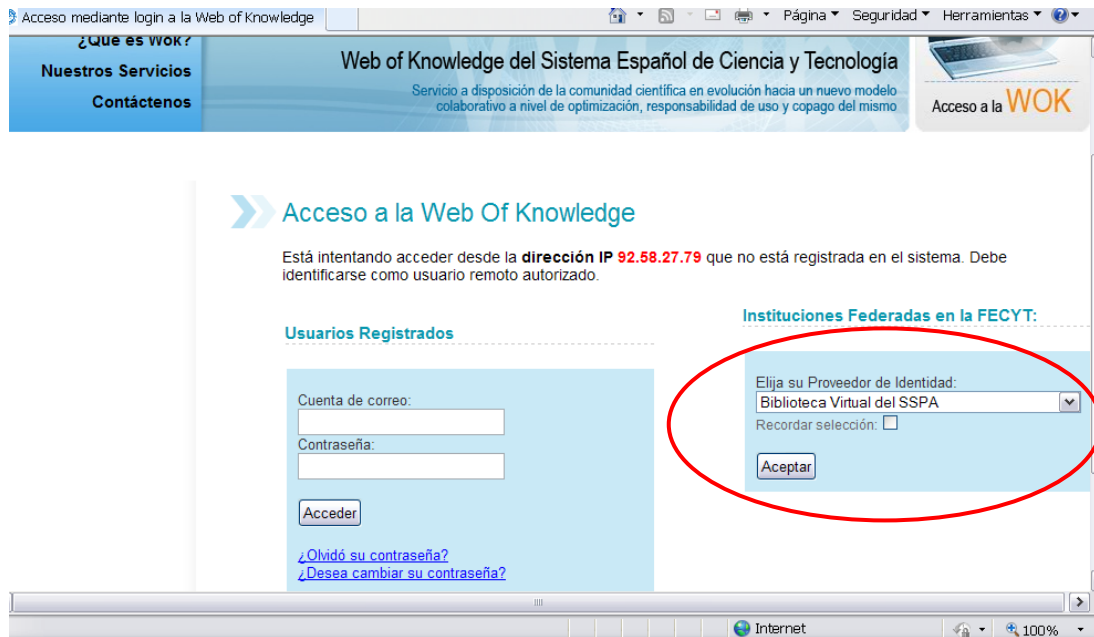 Acceso mediante login a la Web of Knowledge
Página
Seguridad
Herramientas
¿Qué es WoK?
Nuestros Servicios
Contáctenos
Web of Knowledge del Sistema Español de Ciencia y Tecnología
Servicio a disposición de la comunidad científica en evolución hacia un nuevo modelo
colaborativo a nivel de optimización, responsabilidad de uso y copago del mismo
Acceso a la WOK
Acceso a la Web Of Knowledge
Está intentando acceder desde la dirección IP 92.58.27.79 que no está registrada en el sistema. Debe
identificarse como usuario remoto autorizado.
Usuarios Registrados
Cuenta de correo:
Contraseña:
Acceder
¿Olvidó su contraseña?
¿Desea cambiar su contraseña?
Instituciones Federadas en la FECYT:
Elija su Proveedor de Identidad:
Biblioteca Virtual del SSPA
Recordar selección:
Aceptar
Internet
100%